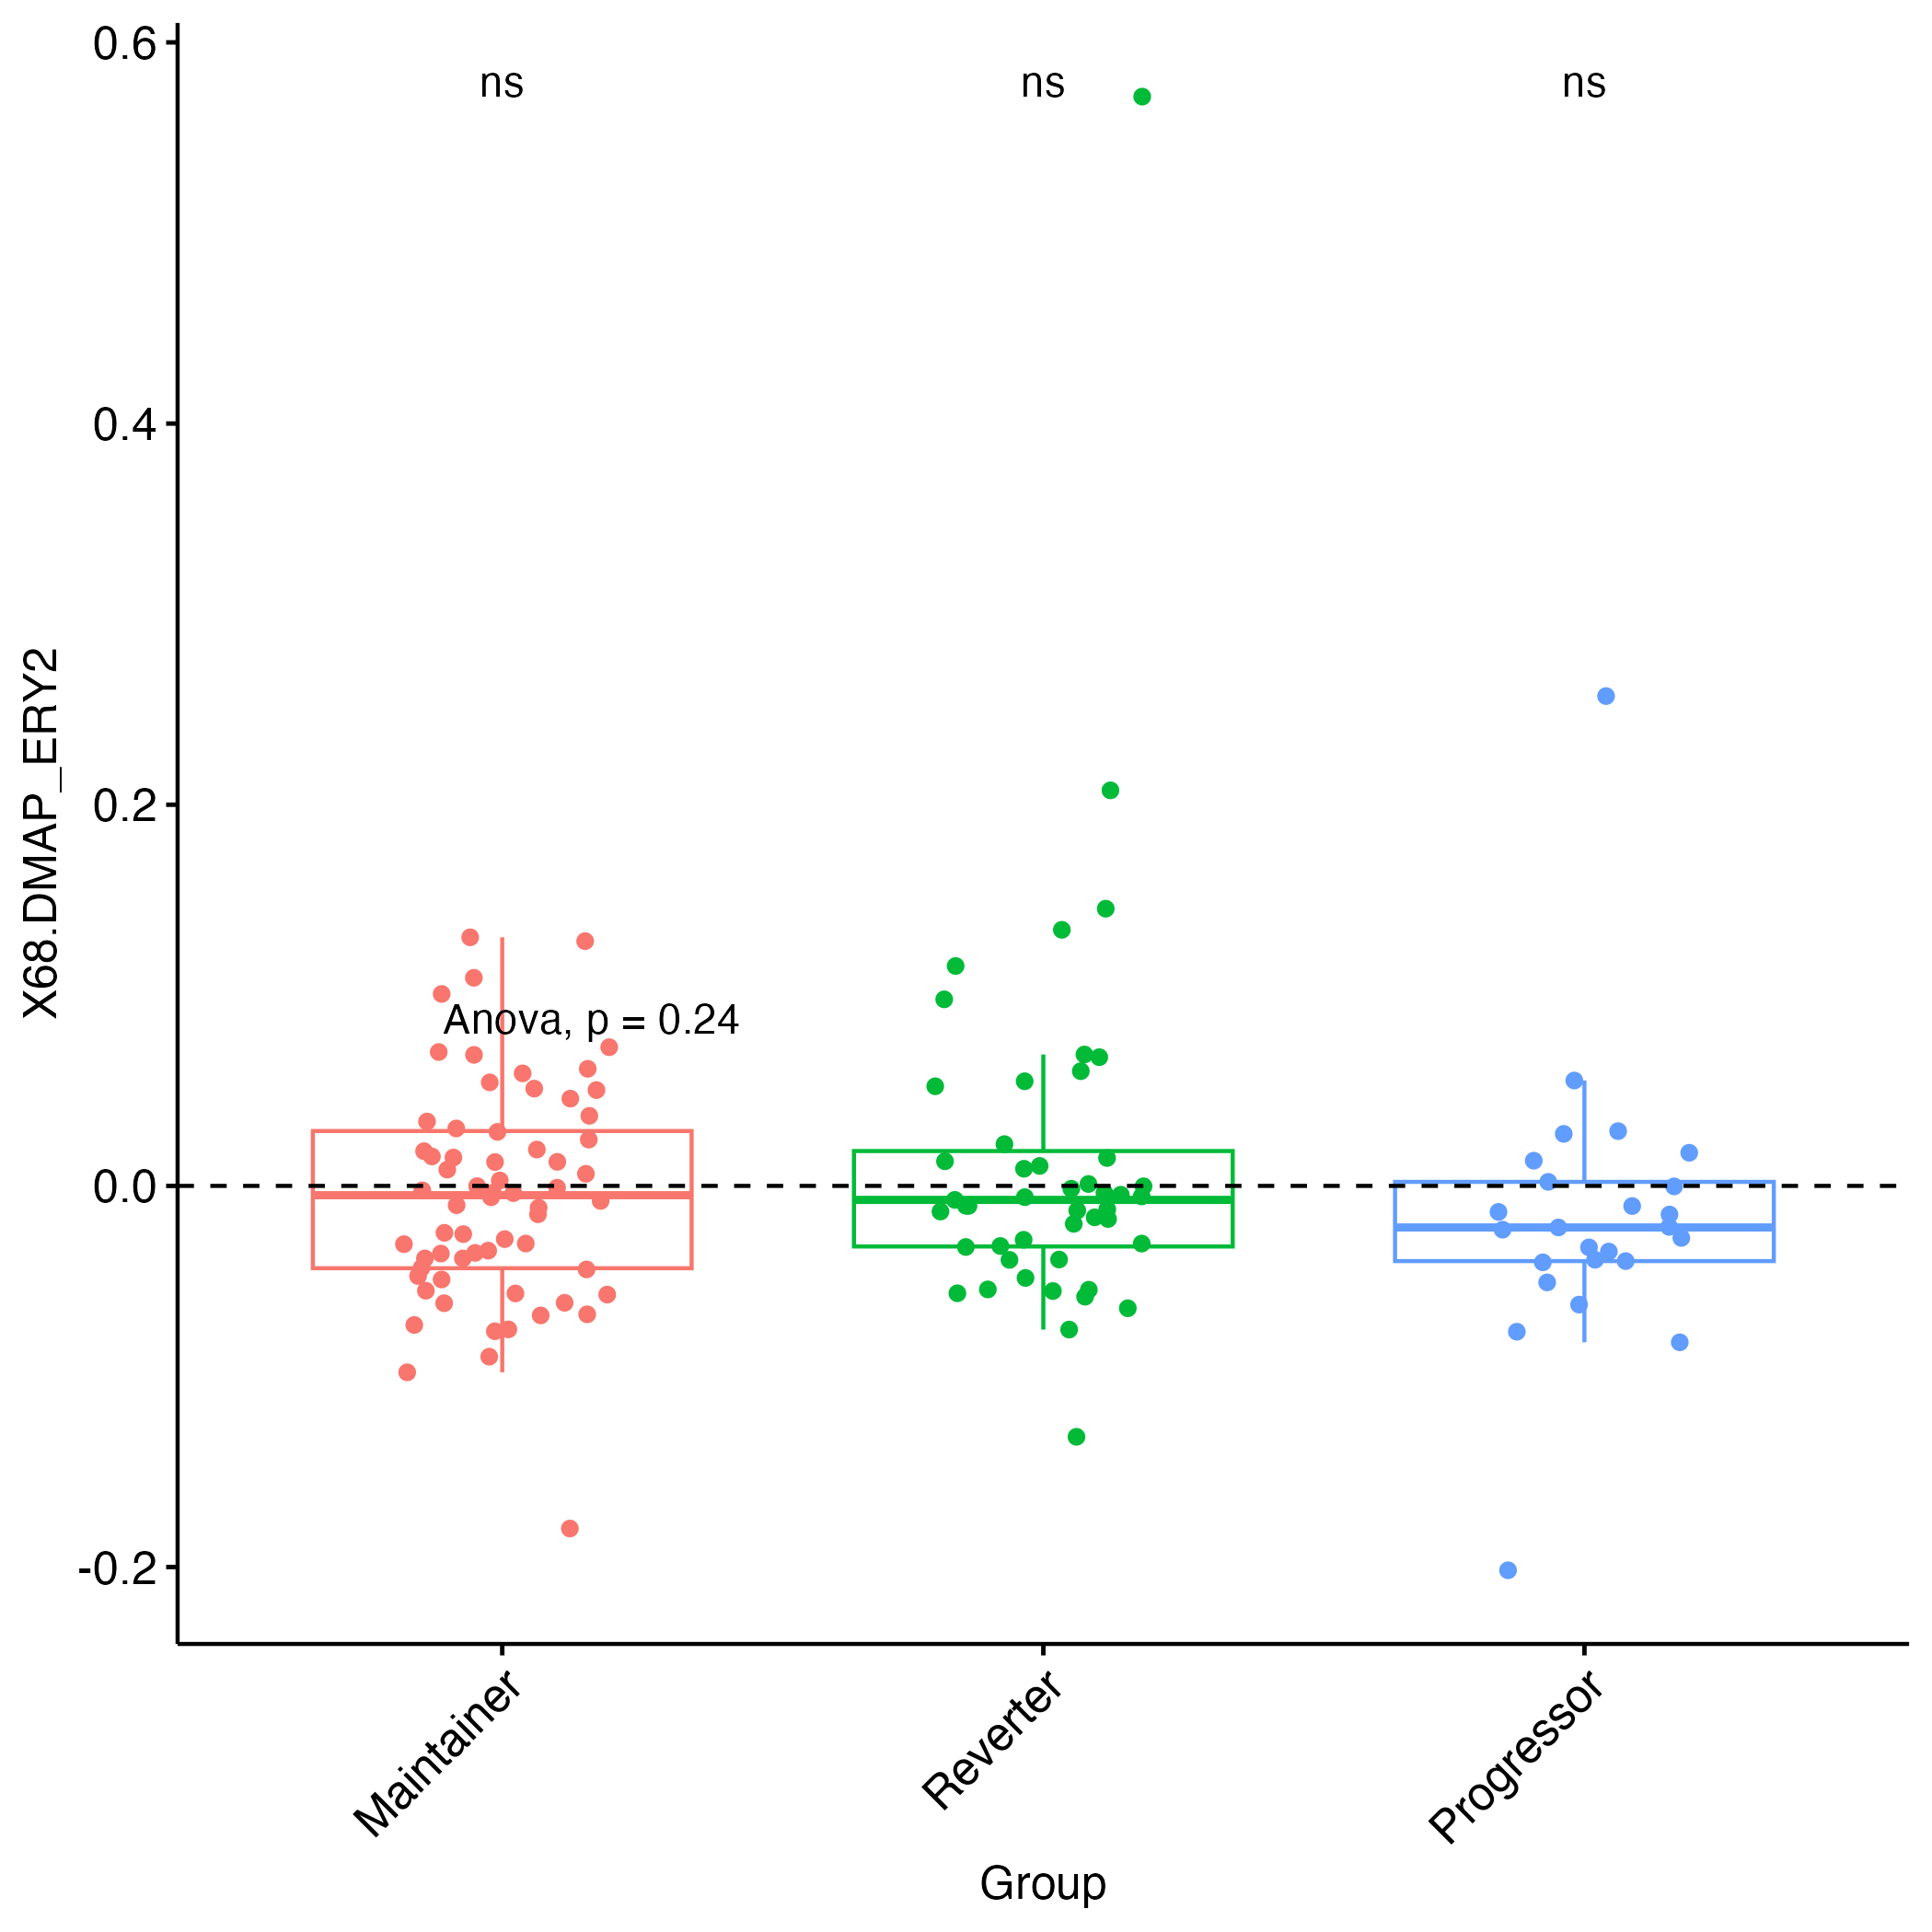 0.6
ns
ns
ns
0.4
0.2
Anova, p = 0.24
0.0
-0.2
X68.DMAP_ERY2
Maintainer
Reverter
Progressor
Group